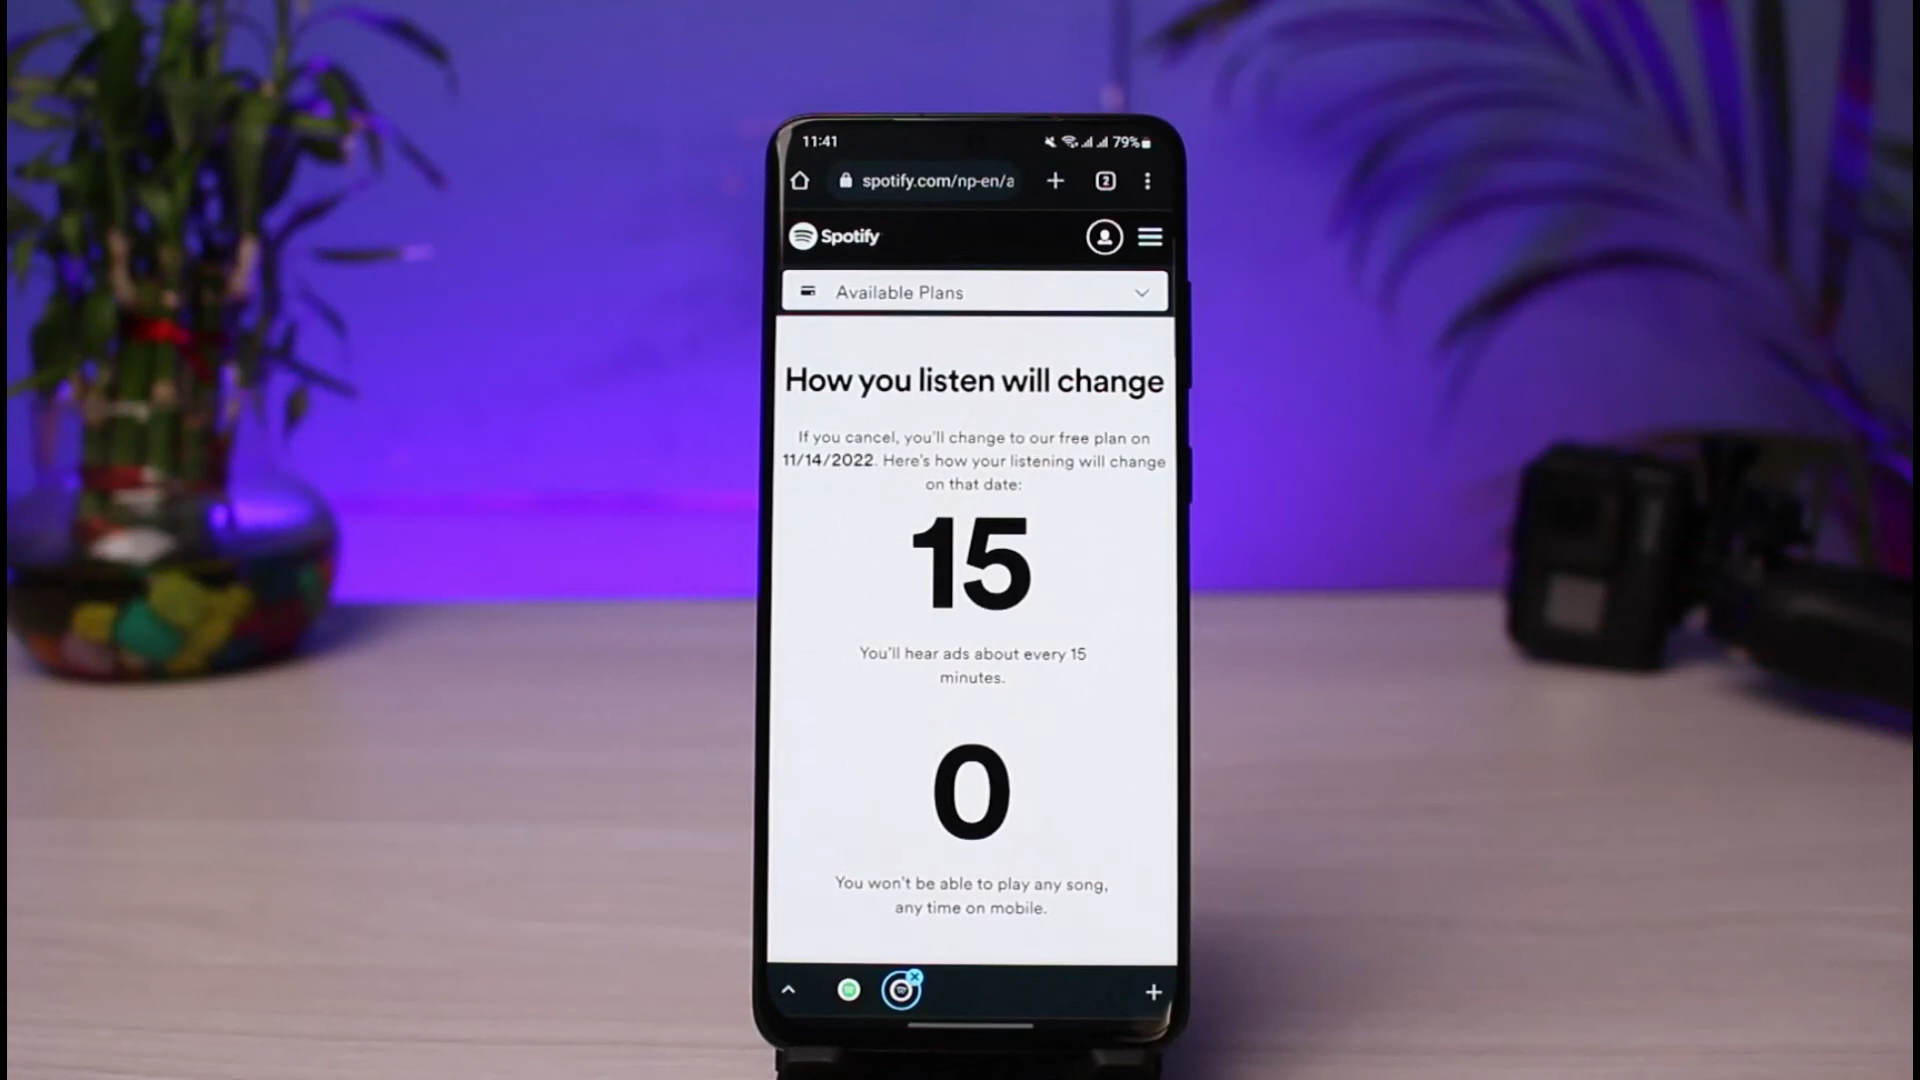 11:41
79%
spotify.com/np-en/a
2
Spotify
Available Plans
How you listen will change
If you cancel, you'll change to our free plan on
11/14/2022. Here's how your listening will change
on that date:
15
You'll hear ads about every 15
minutes.
0
You won't be able to play any song,
any time on mobile.